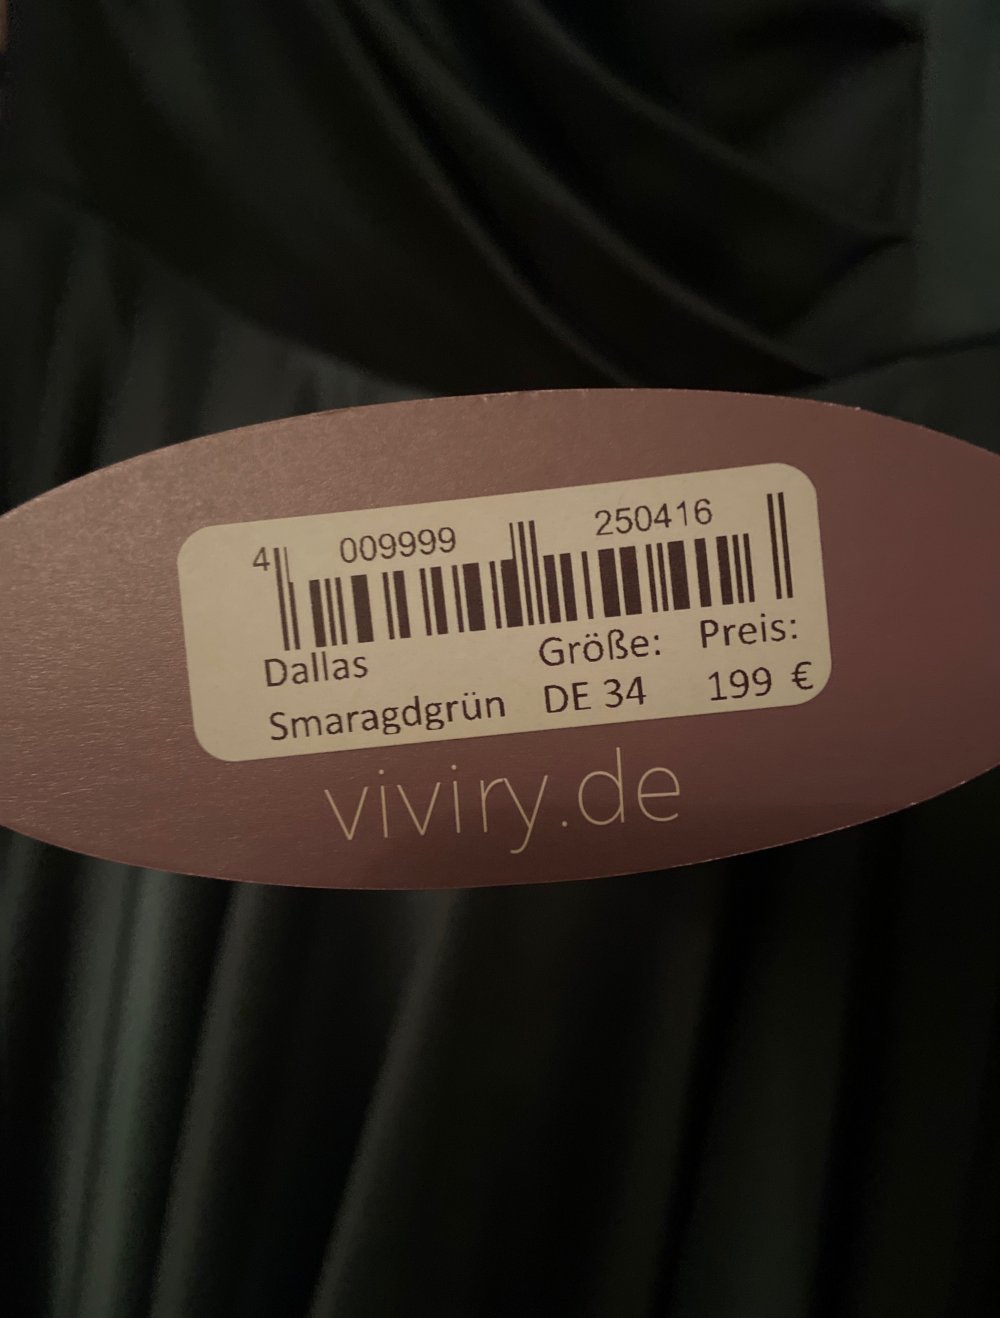 4 009999 250416
Dallas Größe: Preis:
Smaragdgrün DE 34 199 €
viviry.de